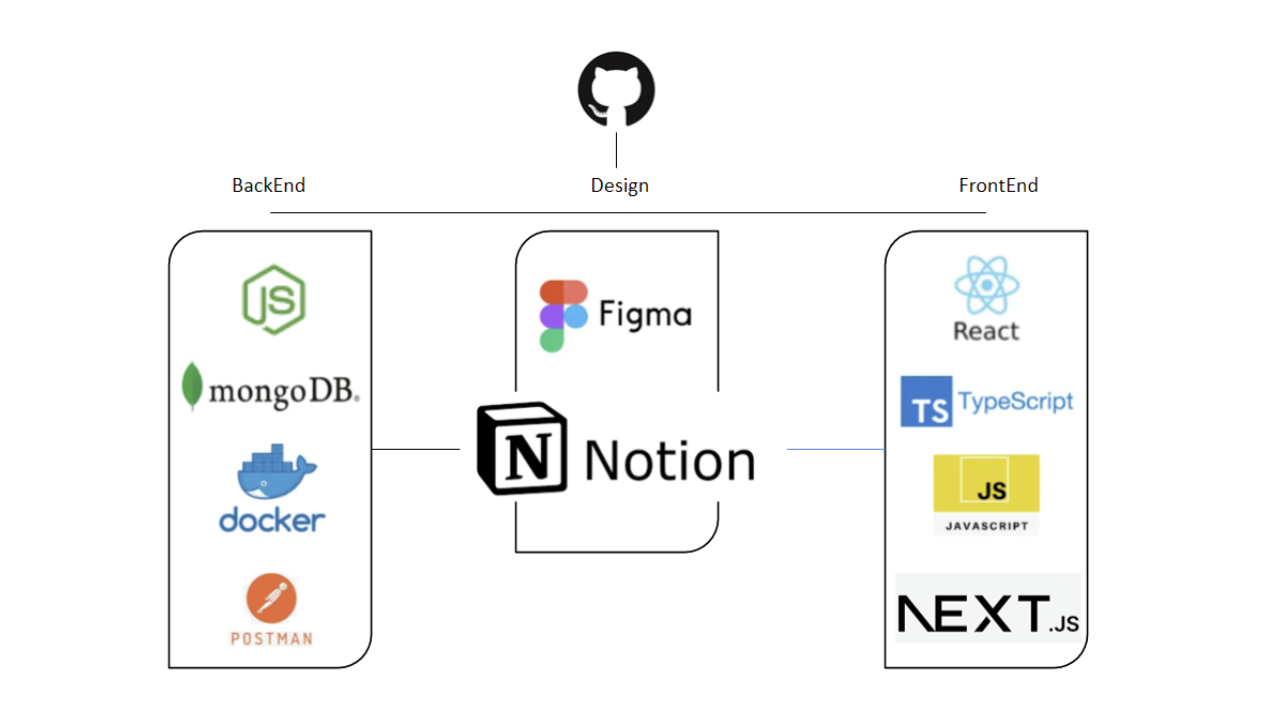 BackEnd
Design
FrontEnd
JS
mongoDB®
docker
POSTMAN
Figma
N Notion
React
TS TypeScript
JS
JAVASCRIPT
NEXT.JS